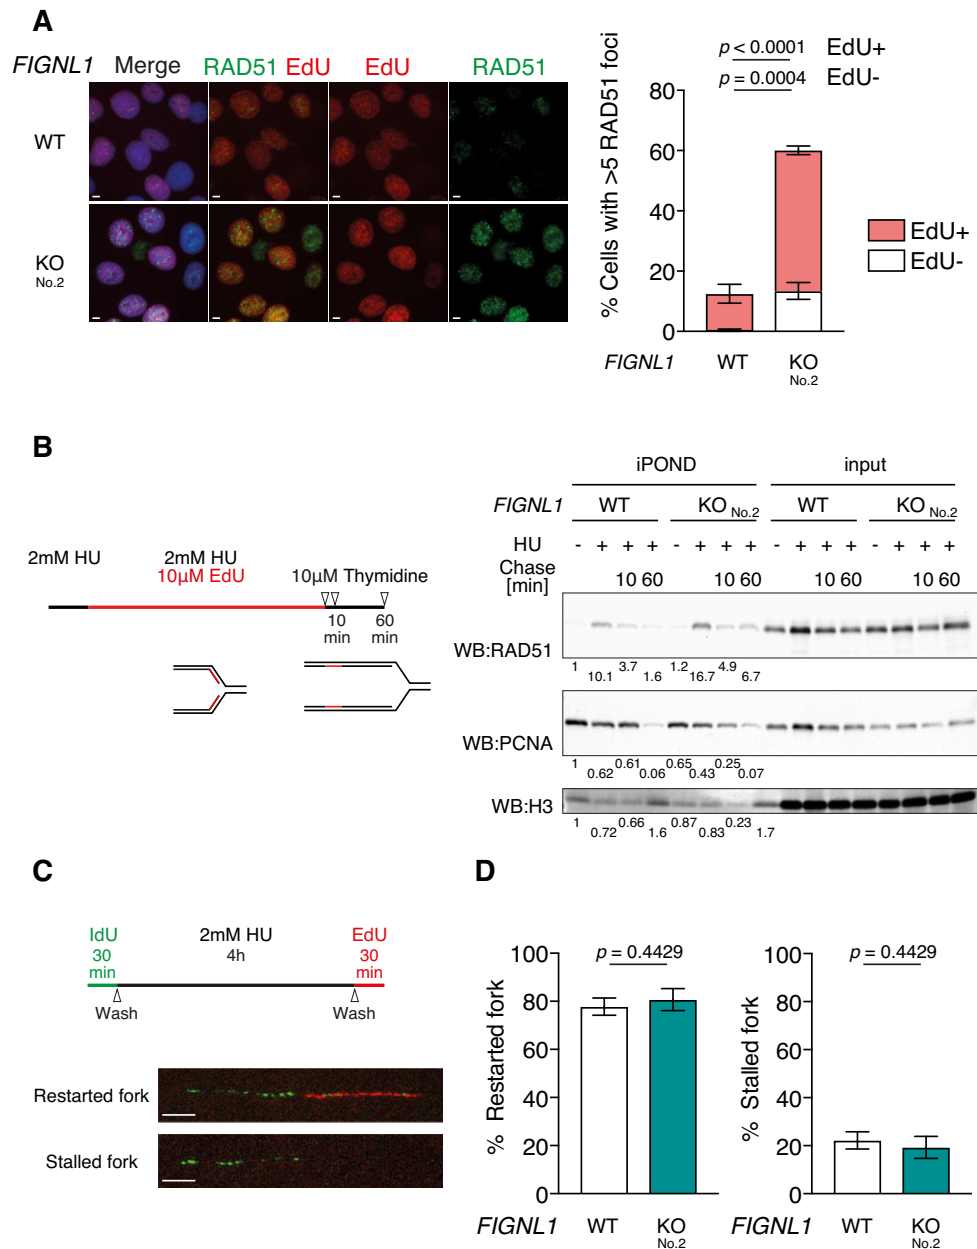 A
FIGNL1 Merge RAD51 EdU EdU RAD51
WT
KO
No.2
p < 0.0001 EdU+
p = 0.0004 EdU-
% Cells with >5 RAD51 foci
80
60
40
20
0
EdU+
EdU-
FIGNL1 WT KO
No.2
B
2mM HU 2mM HU
10µM EdU 10µM Thymidine
10 60
min min
iPOND input
FIGNL1 WT KO No.2 WT KO No.2
HU - + + + - + + + - + + + - + + +
Chase
[min] 10 60 10 60 10 60 10 60
WB:RAD51
1 10.1 3.7 1.6 1.2 16.7 4.9 6.7
WB:PCNA
1 0.62 0.61 0.06 0.65 0.43 0.25 0.07
WB:H3
1 0.72 0.66 1.6 0.87 0.83 0.23 1.7
C
IdU 2mM HU EdU
30 4h 30
min min
Wash Wash
Restarted fork
Stalled fork
D
% Restarted fork
100
80
60
40
20
0
p = 0.4429
FIGNL1 WT KO
No.2
% Stalled fork
100
80
60
40
20
0
p = 0.4429
FIGNL1 WT KO
No.2